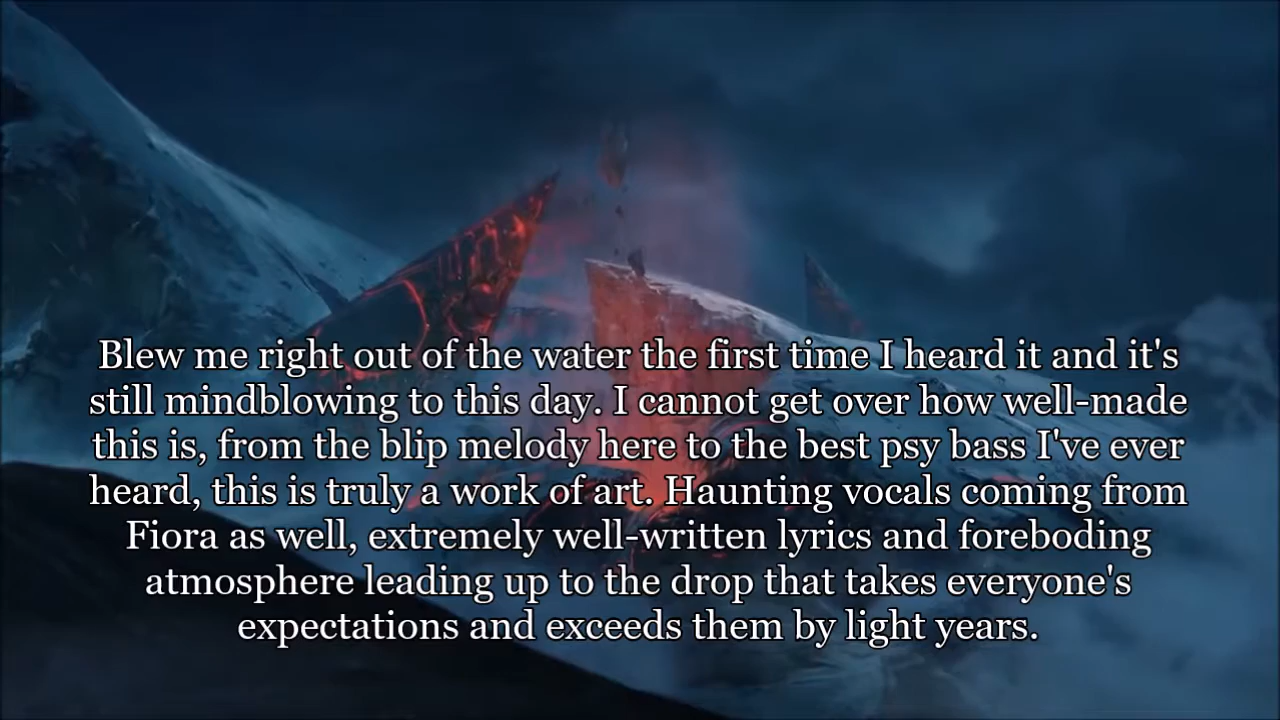 Blew me right out of the water the first time I heard it and it's
still mindblowing to this day. I cannot get over how well-made
this is, from the blip melody here to the best psy bass I've ever
heard, this is truly a work of art. Haunting vocals coming from
Fiora as well, extremely well-written lyrics and foreboding
atmosphere leading up to the drop that takes everyone's
expectations and exceeds them by light years.